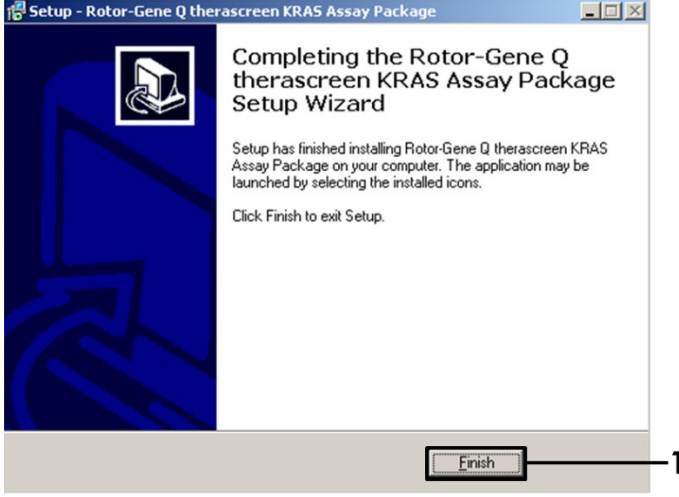 Setup - Rotor-Gene Q therascreen KRAS Assay Package
Completing the Rotor-Gene Q
therascreen KRAS Assay Package
Setup Wizard
Setup has finished installing Rotor-Gene Q therascreen KRAS
Assay Package on your computer. The application may be
launched by selecting the installed icons.
Click Finish to exit Setup.
Finish
1